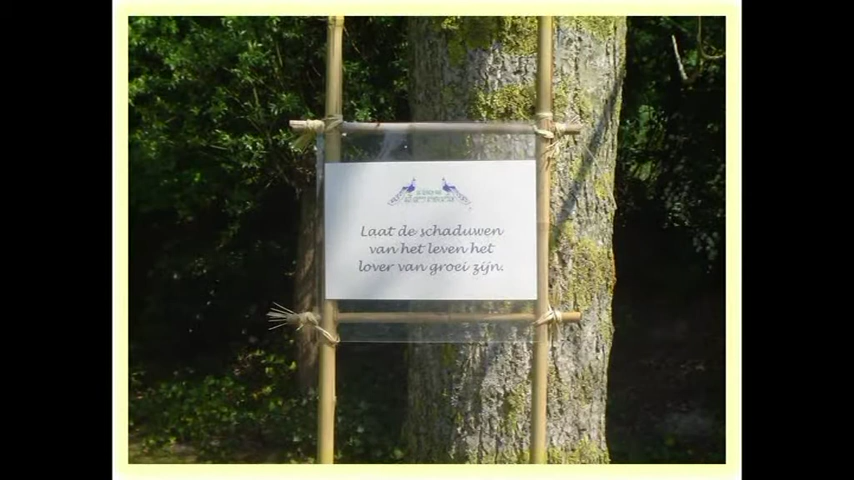 Laat de schaduwen
van het leven het
lover van groei zijn.